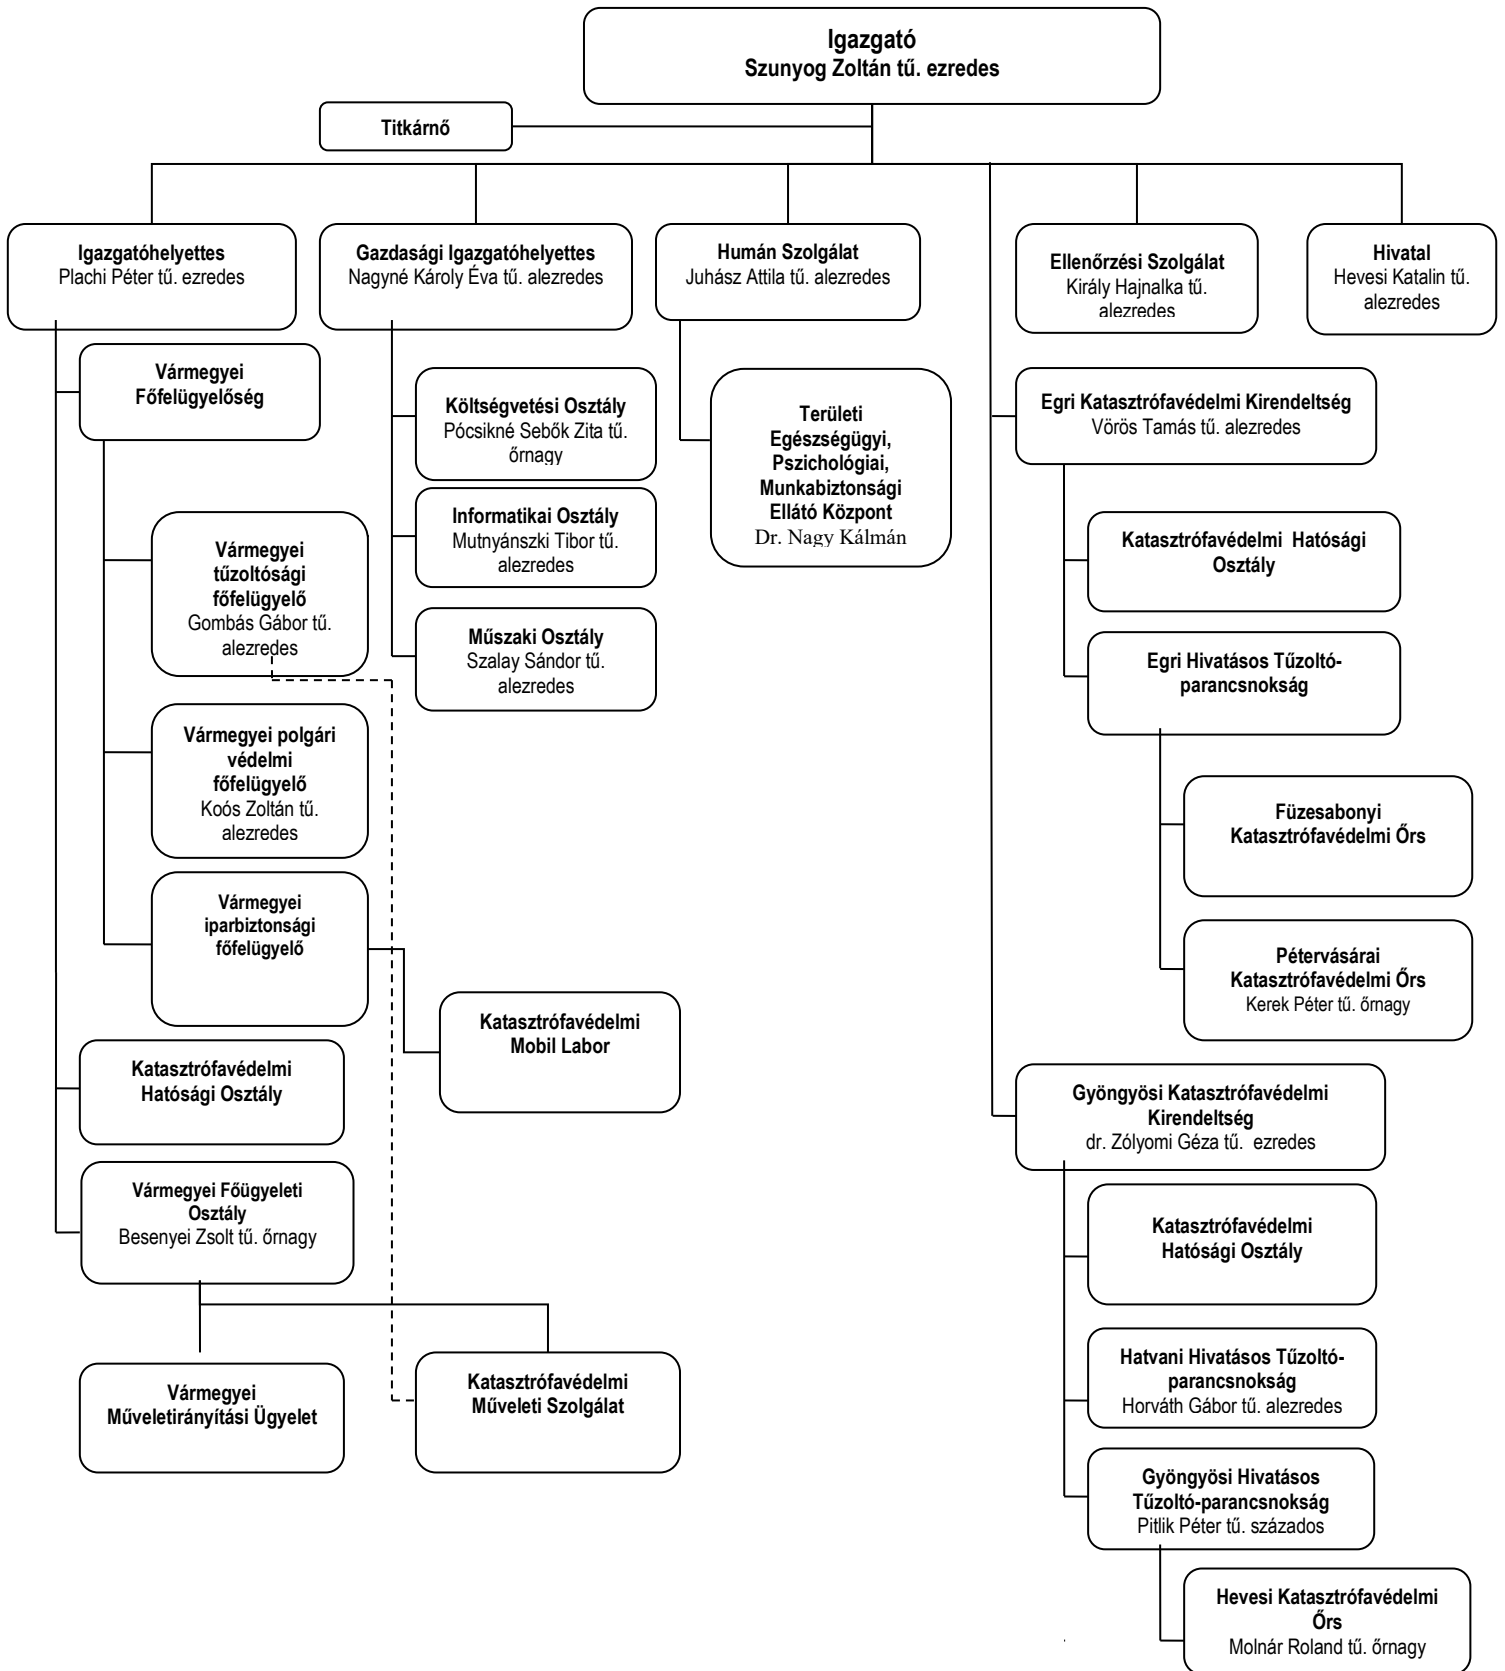 Igazgató
Szunyog Zoltán tű. ezredes
Titkárnő
Igazgatóhelyettes
Plachi Péter tű. ezredes
Gazdasági Igazgatóhelyettes
Nagyné Károly Éva tű. alezredes
Humán Szolgálat
Juhász Attila tű. alezredes
Ellenőrzési Szolgálat
Király Hajnalka tű.
alezredes
Hivatal
Hevesi Katalin tű.
alezredes
Vármegyei
Főfelügyelőség
Vármegyei
tűzoltósági
főfelügyelő
Gombás Gábor tű.
alezredes
Vármegyei polgári
védelmi
főfelügyelő
Koós Zoltán tű.
alezredes
Vármegyei
iparbiztonsági
főfelügyelő
Katasztrófavédelmi
Mobil Labor
Katasztrófavédelmi
Hatósági Osztály
Vármegyei Főügyeleti
Osztály
Besenyei Zsolt tű. őrnagy
Vármegyei
Műveletirányítási Ügyelet
Katasztrófavédelmi
Műveleti Szolgálat
Költségvetési Osztály
Pócsikné Sebők Zita tű.
őrnagy
Informatikai Osztály
Mutnyánszki Tibor tű.
alezredes
Műszaki Osztály
Szalay Sándor tű.
alezredes
Területi
Egészségügyi,
Pszichológiai,
Munkabiztonsági
Ellátó Központ
Dr. Nagy Kálmán
Egri Katasztrófavédelmi Kirendeltség
Vörös Tamás tű. alezredes
Katasztrófavédelmi Hatósági
Osztály
Egri Hivatásos Tűzoltó-
parancsnokság
Füzesabonyi
Katasztrófavédelmi Őrs
Pétervásárai
Katasztrófavédelmi Őrs
Kerek Péter tű. őrnagy
Gyöngyösi Katasztrófavédelmi
Kirendeltség
dr. Zólyomi Géza tű. ezredes
Katasztrófavédelmi
Hatósági Osztály
Hatvani Hivatásos Tűzoltó-
parancsnokság
Horváth Gábor tű. alezredes
Gyöngyösi Hivatásos
Tűzoltó-parancsnokság
Pitlik Péter tű. százados
Hevesi Katasztrófavédelmi
Őrs
Molnár Roland tű. őrnagy